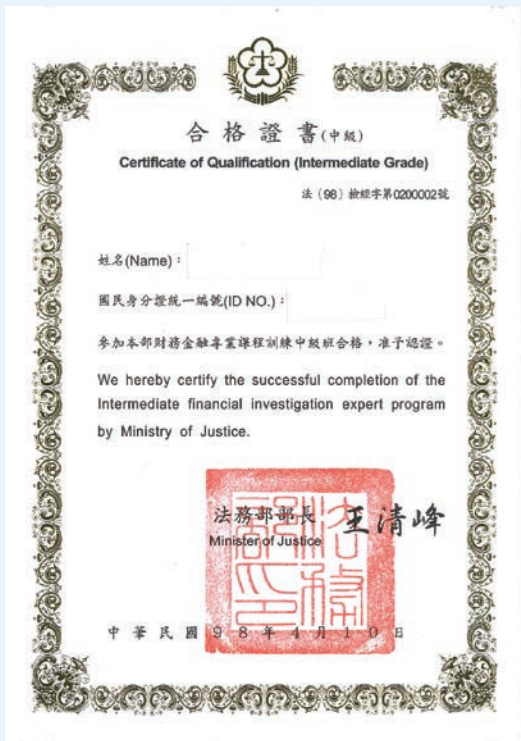 合格證書(中級)
Certificate of Qualification (Intermediate Grade)
法(98)檢經字第0200002號
姓名(Name):
國民身分證統一編號(ID NO.):
參加本部財務金融專業課程訓練中級班合格,准予認證。
We hereby certify the successful completion of the
Intermediate financial investigation expert program
by Ministry of Justice.
法務部部長 王清峰
Minister of Justice
法務部印
中華民國98年4月10日